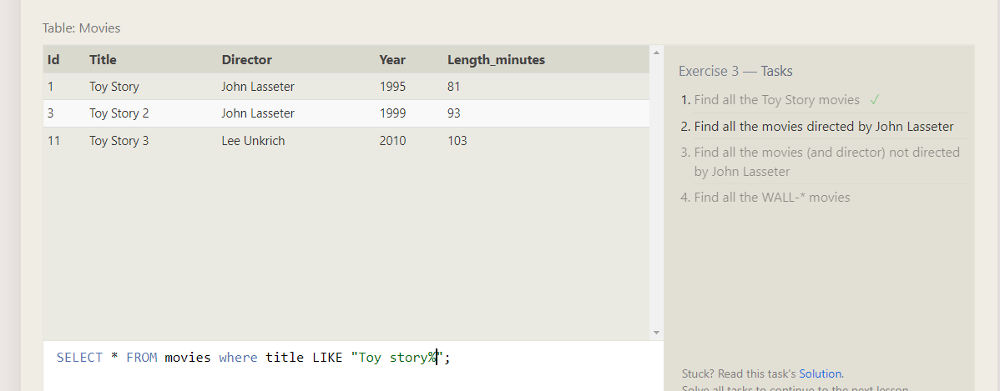 Table: Movies
Id Title Director Year Length_minutes
1 Toy Story John Lasseter 1995 81
3 Toy Story 2 John Lasseter 1999 93
11 Toy Story 3 Lee Unkrich 2010 103
SELECT * FROM movies where title LIKE "Toy story%";
Exercise 3 — Tasks
1. Find all the Toy Story movies ✓
2. Find all the movies directed by John Lasseter
3. Find all the movies (and director) not directed
by John Lasseter
4. Find all the WALL-* movies
Stuck? Read this task's Solution.
Solve all tasks to continue to the next lesson.